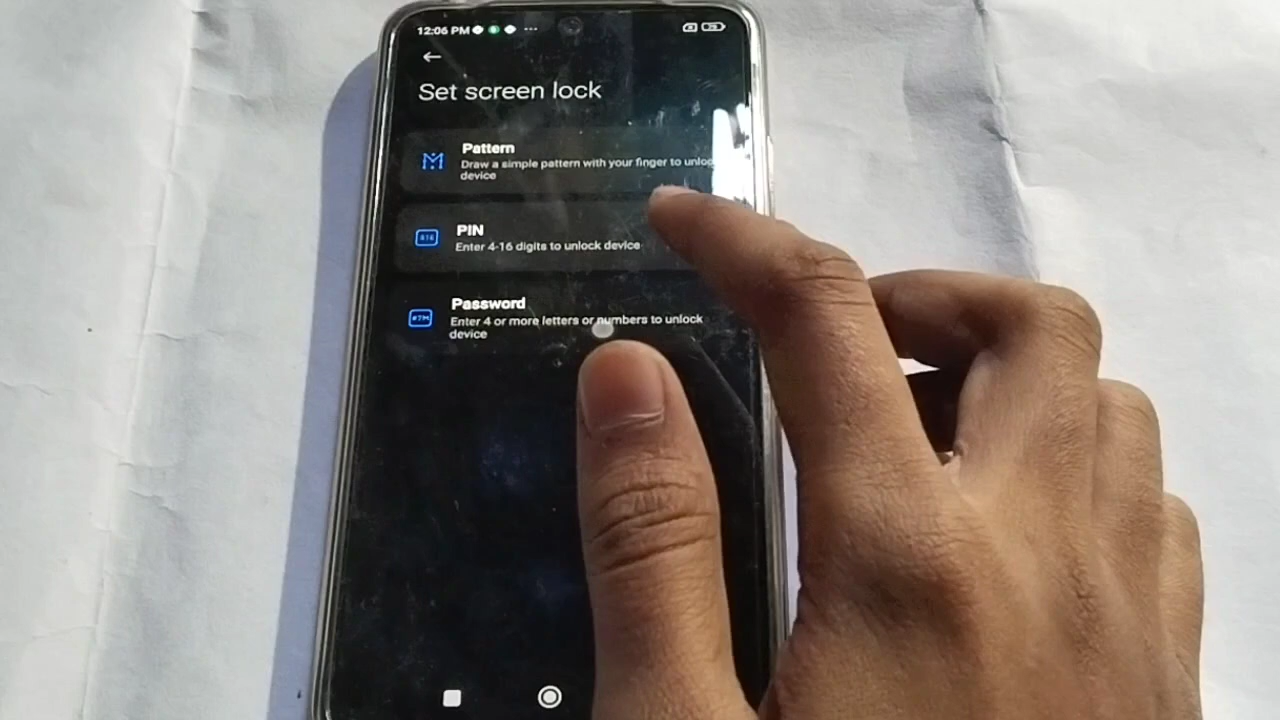 12:06 PM
Set screen lock
Pattern
Draw a simple pattern with your finger to unloc
device
PIN
Enter 4-16 digits to unlock device
Password
Enter 4 or more letters or numbers to unlock
device